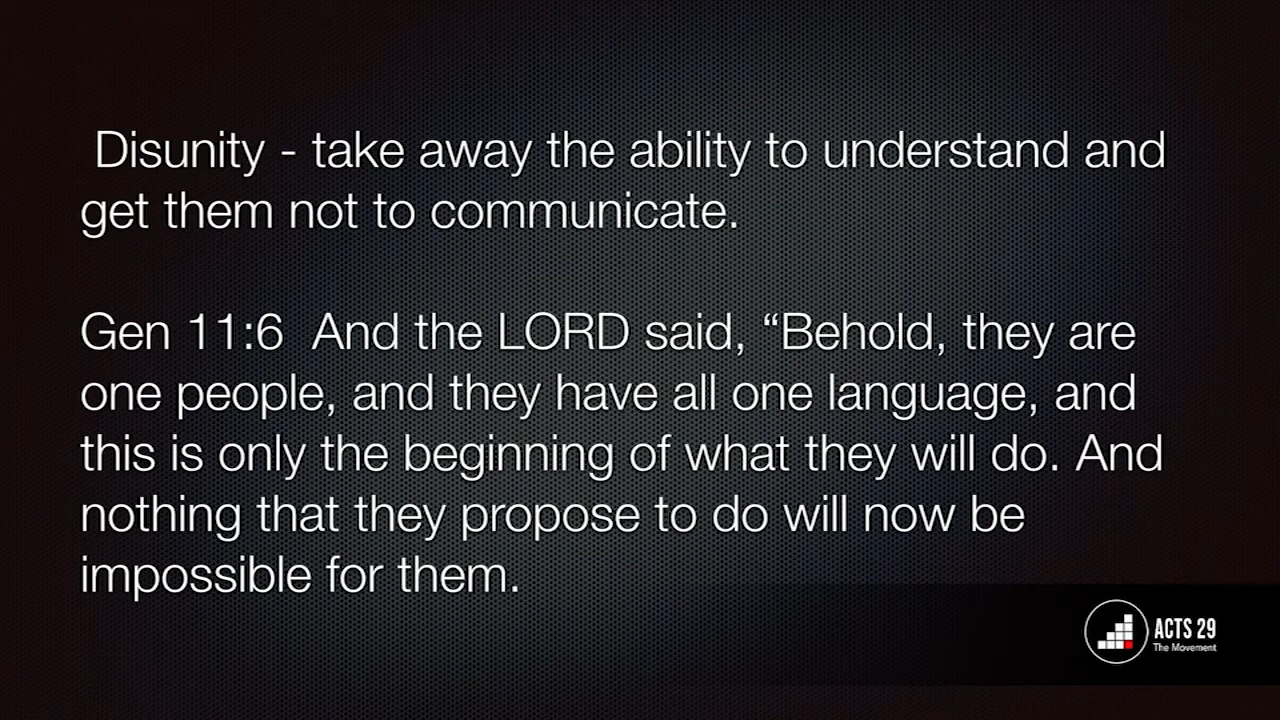 Disunity - take away the ability to understand and
get them not to communicate.
Gen 11:6  And the LORD said, “Behold, they are
one people, and they have all one language, and
this is only the beginning of what they will do. And
nothing that they propose to do will now be
impossible for them.
ACTS 29
The Movement